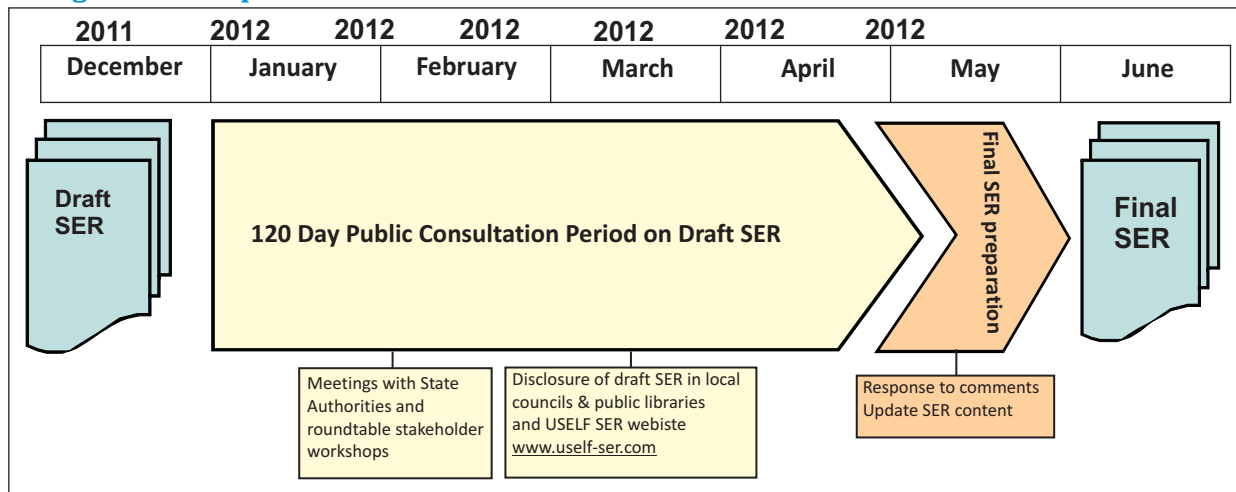 2011 2012 2012 2012 2012 2012 2012
December January February March April May June
Draft
SER
120 Day Public Consultation Period on Draft SER
Final SER preparation
Final
SER
Meetings with State
Authorities and
roundtable stakeholder
workshops
Disclosure of draft SER in local
councils & public libraries
and USELF SER webiste
www.uself-ser.com
Response to comments
Update SER content